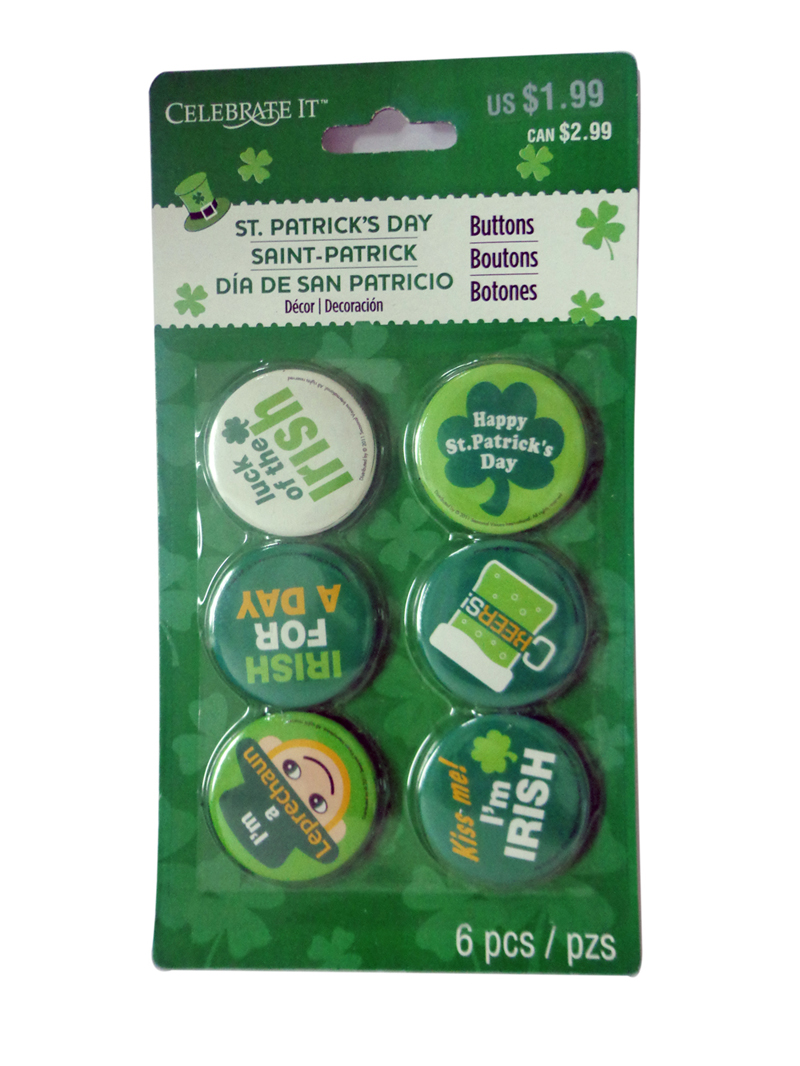 CELEBRATE IT™
US $1.99
CAN $2.99
ST. PATRICK'S DAY
SAINT-PATRICK
DÍA DE SAN PATRICIO
Décor | Decoración
Buttons
Boutons
Botones
luck
of the
Irish
Happy
St.Patrick's
Day
IRISH
FOR
A DAY
CHEERS!
I'm
a
Leprechaun
Kiss me!
I'm
IRISH
6 pcs / pzs